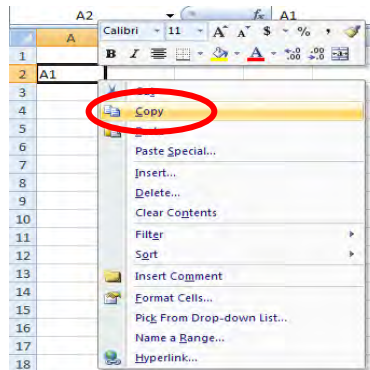 A2 fx A1
Calibri 11 A A $ % ,
A
B I A .0 .00 .00 .0
1
2 A1
3
4 Copy
5
6 Paste Special...
7 Insert...
8 Delete...
9
10 Clear Contents
11 Filter
12 Sort
13 Insert Comment
14 Format Cells...
15
16 Pick From Drop-down List...
17 Name a Range...
18 Hyperlink...